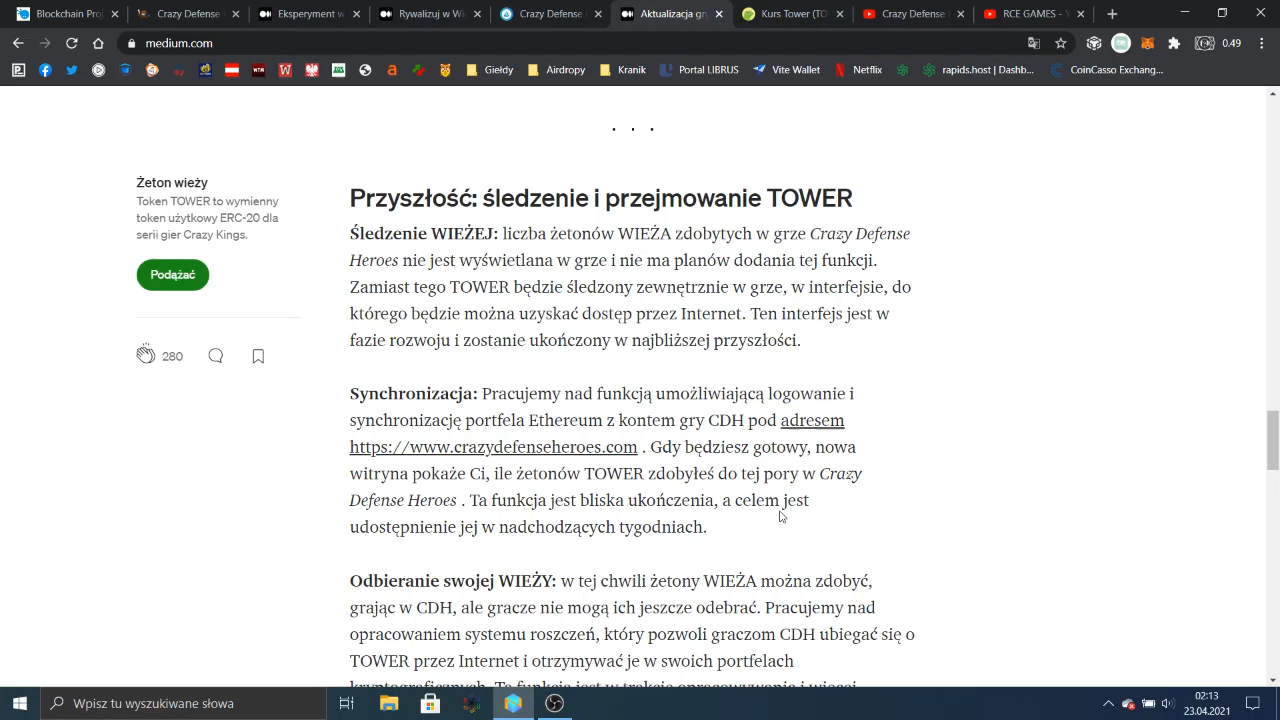 Blockchain Proj
Crazy Defense
Eksperyment w
Rywalizuj w Wi
Crazy Defense
Aktualizacja gr
Kurs Tower (TO
Crazy Defense
RCE GAMES - Y
medium.com
0.49
Giełdy
Airdropy
Kranik
Portal LIBRUS
Vite Wallet
Netflix
rapids.host | Dashb...
CoinCasso Exchang...
. . .
Żeton wieży
Token TOWER to wymienny
token użytkowy ERC-20 dla
serii gier Crazy Kings.
Podążać
280
Przyszłość: śledzenie i przejmowanie TOWER
Śledzenie WIEŻEJ: liczba żetonów WIEŻA zdobytych w grze Crazy Defense
Heroes nie jest wyświetlana w grze i nie ma planów dodania tej funkcji.
Zamiast tego TOWER będzie śledzony zewnętrznie w grze, w interfejsie, do
którego będzie można uzyskać dostęp przez Internet. Ten interfejs jest w
fazie rozwoju i zostanie ukończony w najbliższej przyszłości.
Synchronizacja: Pracujemy nad funkcją umożliwiającą logowanie i
synchronizację portfela Ethereum z kontem gry CDH pod adresem
https://www.crazydefenseheroes.com . Gdy będziesz gotowy, nowa
witryna pokaże Ci, ile żetonów TOWER zdobyłeś do tej pory w Crazy
Defense Heroes . Ta funkcja jest bliska ukończenia, a celem jest
udostępnienie jej w nadchodzących tygodniach.
Odbieranie swojej WIEŻY: w tej chwili żetony WIEŻA można zdobyć,
grając w CDH, ale gracze nie mogą ich jeszcze odebrać. Pracujemy nad
opracowaniem systemu roszczeń, który pozwoli graczom CDH ubiegać się o
TOWER przez Internet i otrzymywać je w swoich portfelach
kryptograficznych. Ta funkcja jest w trakcie opracowywania i więcej
Wpisz tu wyszukiwane słowa
02:13
23.04.2021